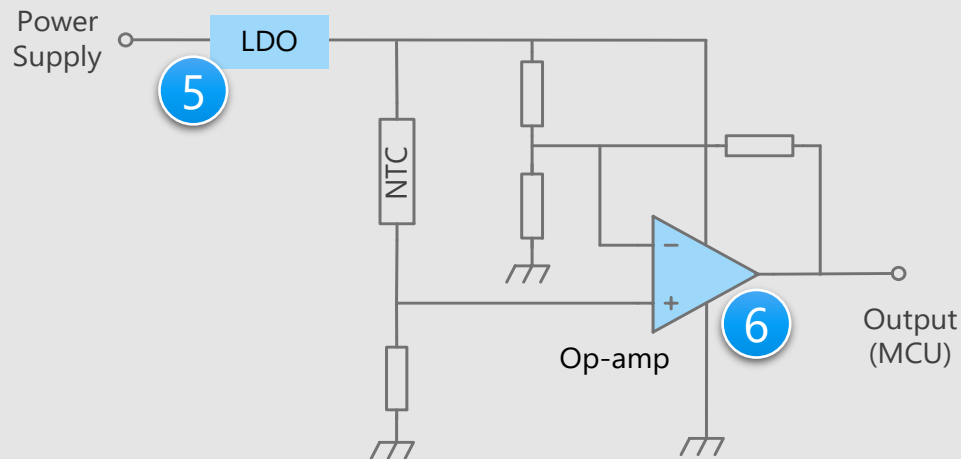 Power
Supply
LDO
5
NTC
−
+
6
Op-amp
Output
(MCU)